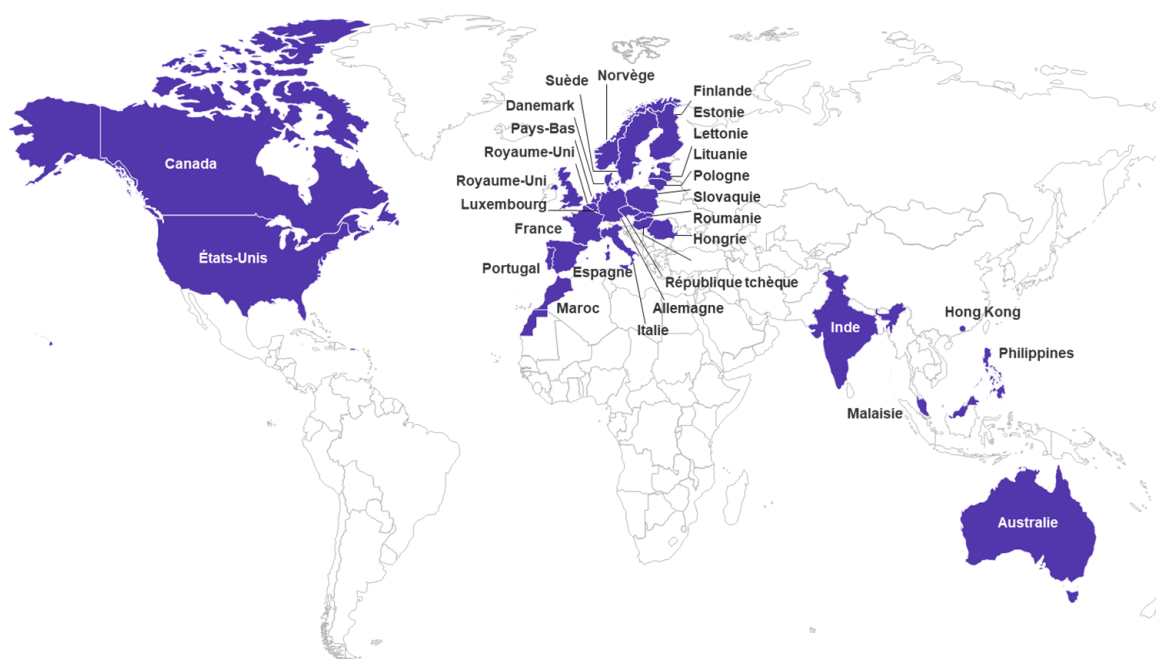 Canada
États-Unis
Suède
Norvège
Danemark
Pays-Bas
Royaume-Uni
Royaume-Uni
Luxembourg
France
Portugal
Espagne
Maroc
Finlande
Estonie
Lettonie
Lituanie
Pologne
Slovaquie
Roumanie
Hongrie
République tchèque
Allemagne
Italie
Inde
Hong Kong
Philippines
Malaisie
Australie